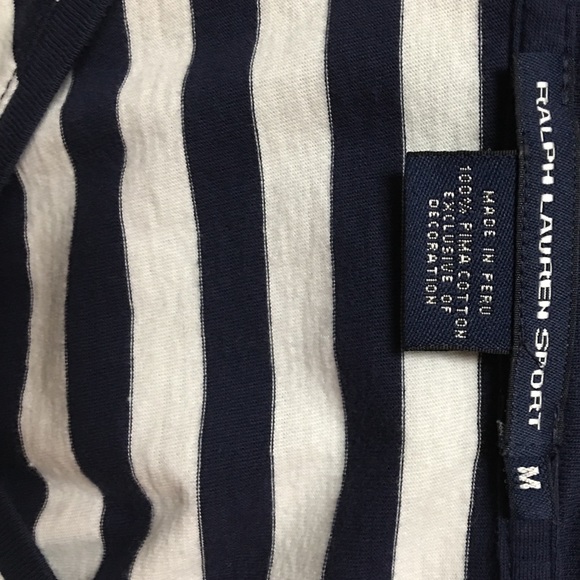 RALPH LAUREN SPORT
M
MADE IN PERU
100% PIMA COTTON
EXCLUSIVE OF
DECORATION